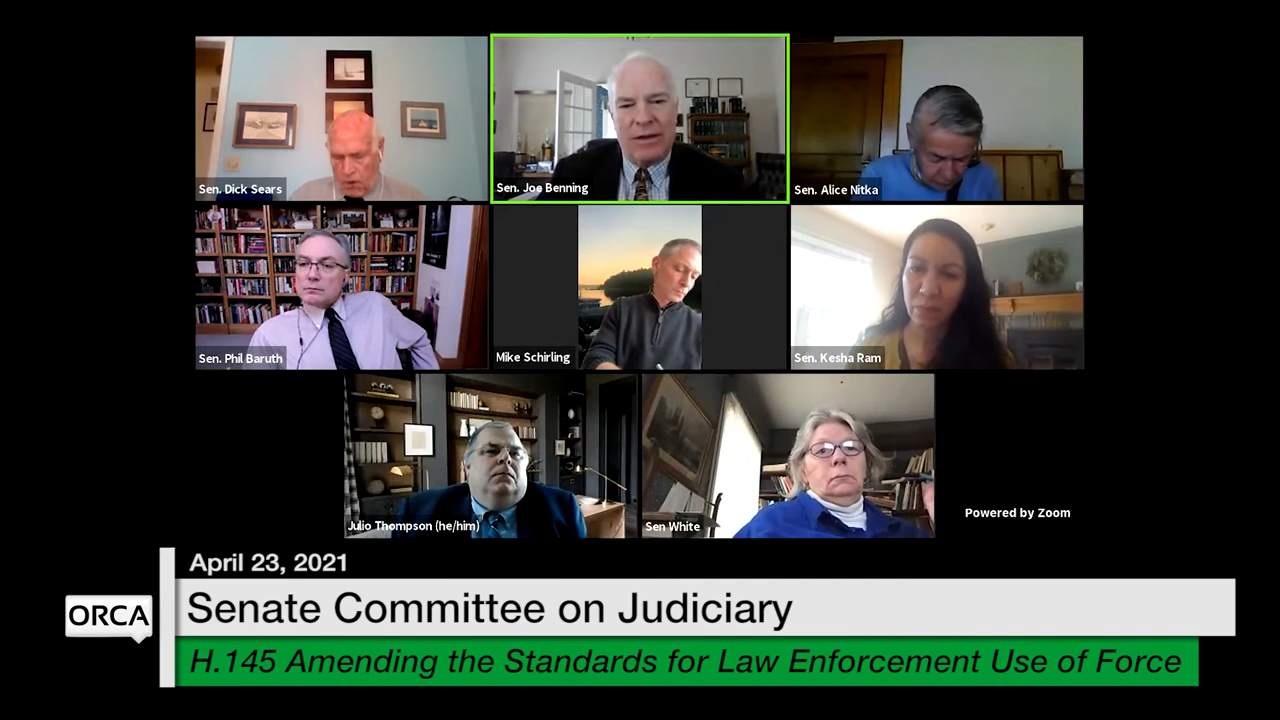 Sen. Dick Sears
Sen. Joe Benning
Sen. Alice Nitka
Sen. Phil Baruth
Mike Schirling
Sen. Kesha Ram
Julio Thompson (he/him)
Sen White
Powered by Zoom
April 23, 2021
ORCA
Senate Committee on Judiciary
H.145 Amending the Standards for Law Enforcement Use of Force